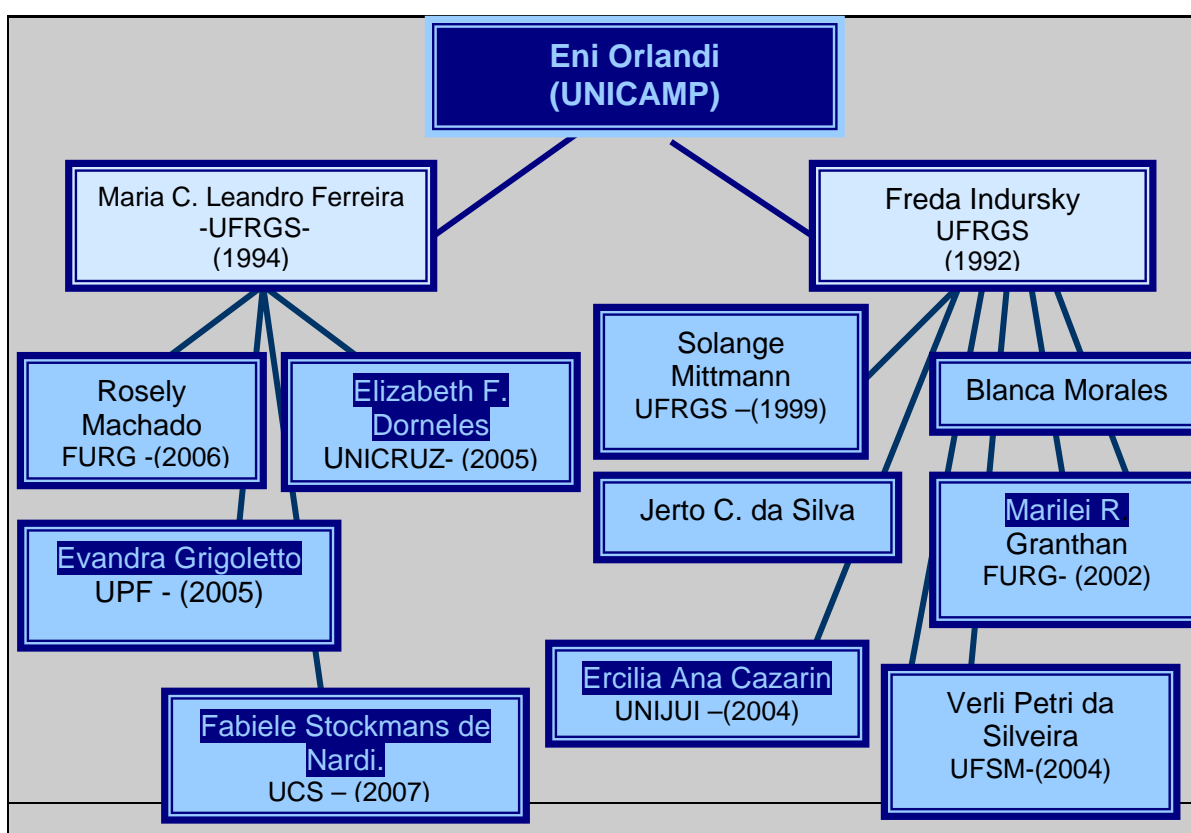 Eni Orlandi
(UNICAMP)
Maria C. Leandro Ferreira
-UFRGS-
(1994)
Freda Indursky
UFRGS
(1992)
Rosely
Machado
FURG -(2006)
Elizabeth F.
Dorneles
UNICRUZ- (2005)
Solange
Mittmann
UFRGS –(1999)
Blanca Morales
Evandra Grigoletto
UPF - (2005)
Jerto C. da Silva
Marilei R.
Granthan
FURG- (2002)
Fabiele Stockmans de
Nardi.
UCS – (2007)
Ercilia Ana Cazarin
UNIJUI –(2004)
Verli Petri da
Silveira
UFSM-(2004)